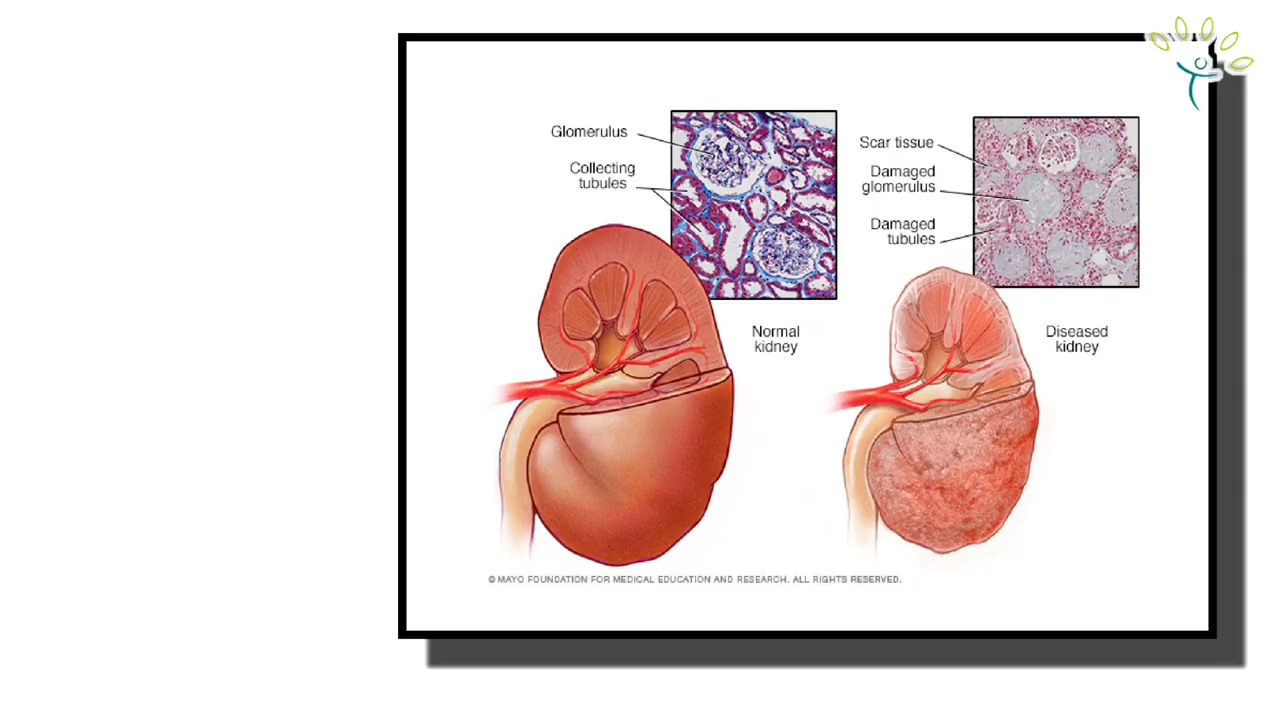 Glomerulus
Collecting
tubules
Scar tissue
Damaged
glomerulus
Damaged
tubules
Normal
kidney
Diseased
kidney
© MAYO FOUNDATION FOR MEDICAL EDUCATION AND RESEARCH. ALL RIGHTS RESERVED.